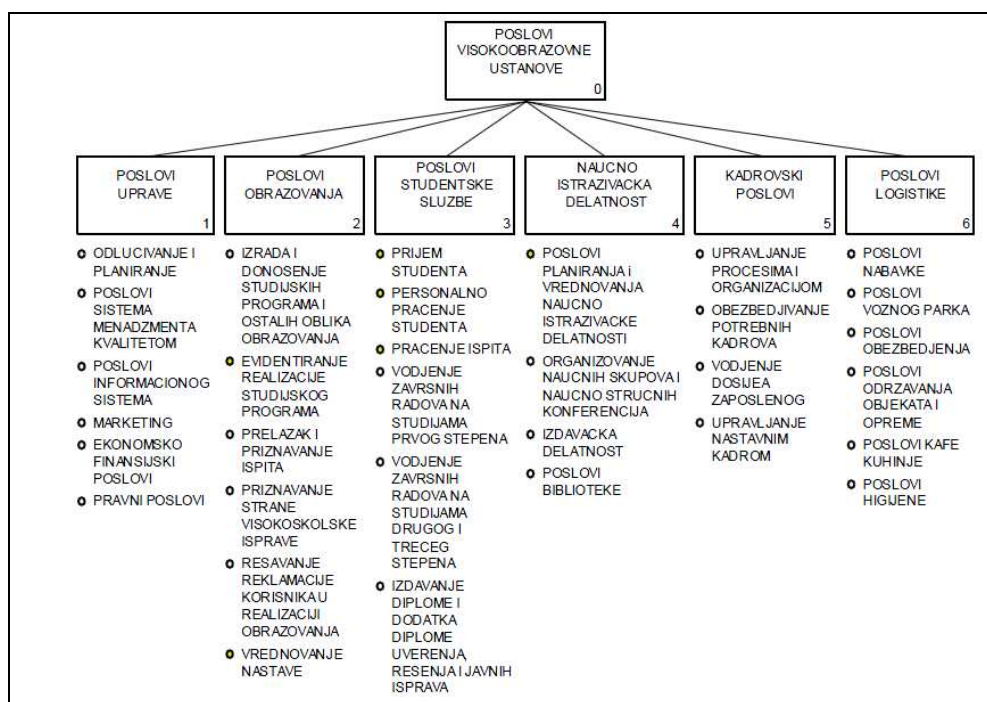 POSLOVI
VISOKOOBRAZOVNE
USTANOVE
0
POSLOVI
UPRAVE
1
ODLUCIVANJE I
PLANIRANJE
POSLOVI
SISTEMA
MENADZMENTA
KVALITETOM
POSLOVI
INFORMACIONOG
SISTEMA
MARKETING
EKONOMSKO
FINANSIJSKI
POSLOVI
PRAVNI POSLOVI
POSLOVI
OBRAZOVANJA
2
IZRADA I
DONOSENJE
STUDIJSKIH
PROGRAMA I
OSTALIH OBLIKA
OBRAZOVANJA
EVIDENTIRANJE
REALIZACIJE
STUDIJSKOG
PROGRAMA
PRELAZAK I
PRIZNAVANJE
ISPITA
PRIZNAVANJE
STRANE
VISOKOSKOLSKE
ISPRAVE
RESAVANJE
REKLAMACIJE
KORISNIKA U
REALIZACIJI
OBRAZOVANJA
VREDNOVANJE
NASTAVE
POSLOVI
STUDENTSKE
SLUZBE
3
PRIJEM
STUDENTA
PERSONALNO
PRACENJE
STUDENTA
PRACENJE ISPITA
VODJENJE
ZAVRSNIH
RADOVA NA
STUDIJAMA
PRVOG STEPENA
VODJENJE
ZAVRSNIH
RADOVA NA
STUDIJAMA
DRUGOG I
TRECEG
STEPENA
IZDAVANJE
DIPLOME I
DODATKA
DIPLOME
UVERENJA,
RESENJA I JAVNIH
ISPRAVA
NAUCNO
ISTRAZIVACKA
DELATNOST
4
POSLOVI
PLANIRANJA i
VREDNOVANJA
NAUCNO
ISTRAZIVACKE
DELATNOSTI
ORGANIZOVANJE
NAUCNIH SKUPOVA I
NAUCNO STRUCNIH
KONFERENCIJA
IZDAVACKA
DELATNOST
POSLOVI
BIBLIOTEKE
KADROVSKI
POSLOVI
5
UPRAVLJANJE
PROCESIMA I
ORGANIZACIJOM
OBEZBEDJIVANJE
POTREBNIH
KADROVA
VODJENJE
DOSIJEA
ZAPOSLENOG
UPRAVLJANJE
NASTAVNIM
KADROM
POSLOVI
LOGISTIKE
6
POSLOVI
NABAVKE
POSLOVI
VOZNOG PARKA
POSLOVI
OBEZBEDJENJA
POSLOVI
ODRZAVANJA
OBJEKATA I
OPREME
POSLOVI KAFE
KUHINJE
POSLOVI
HIGIJENE